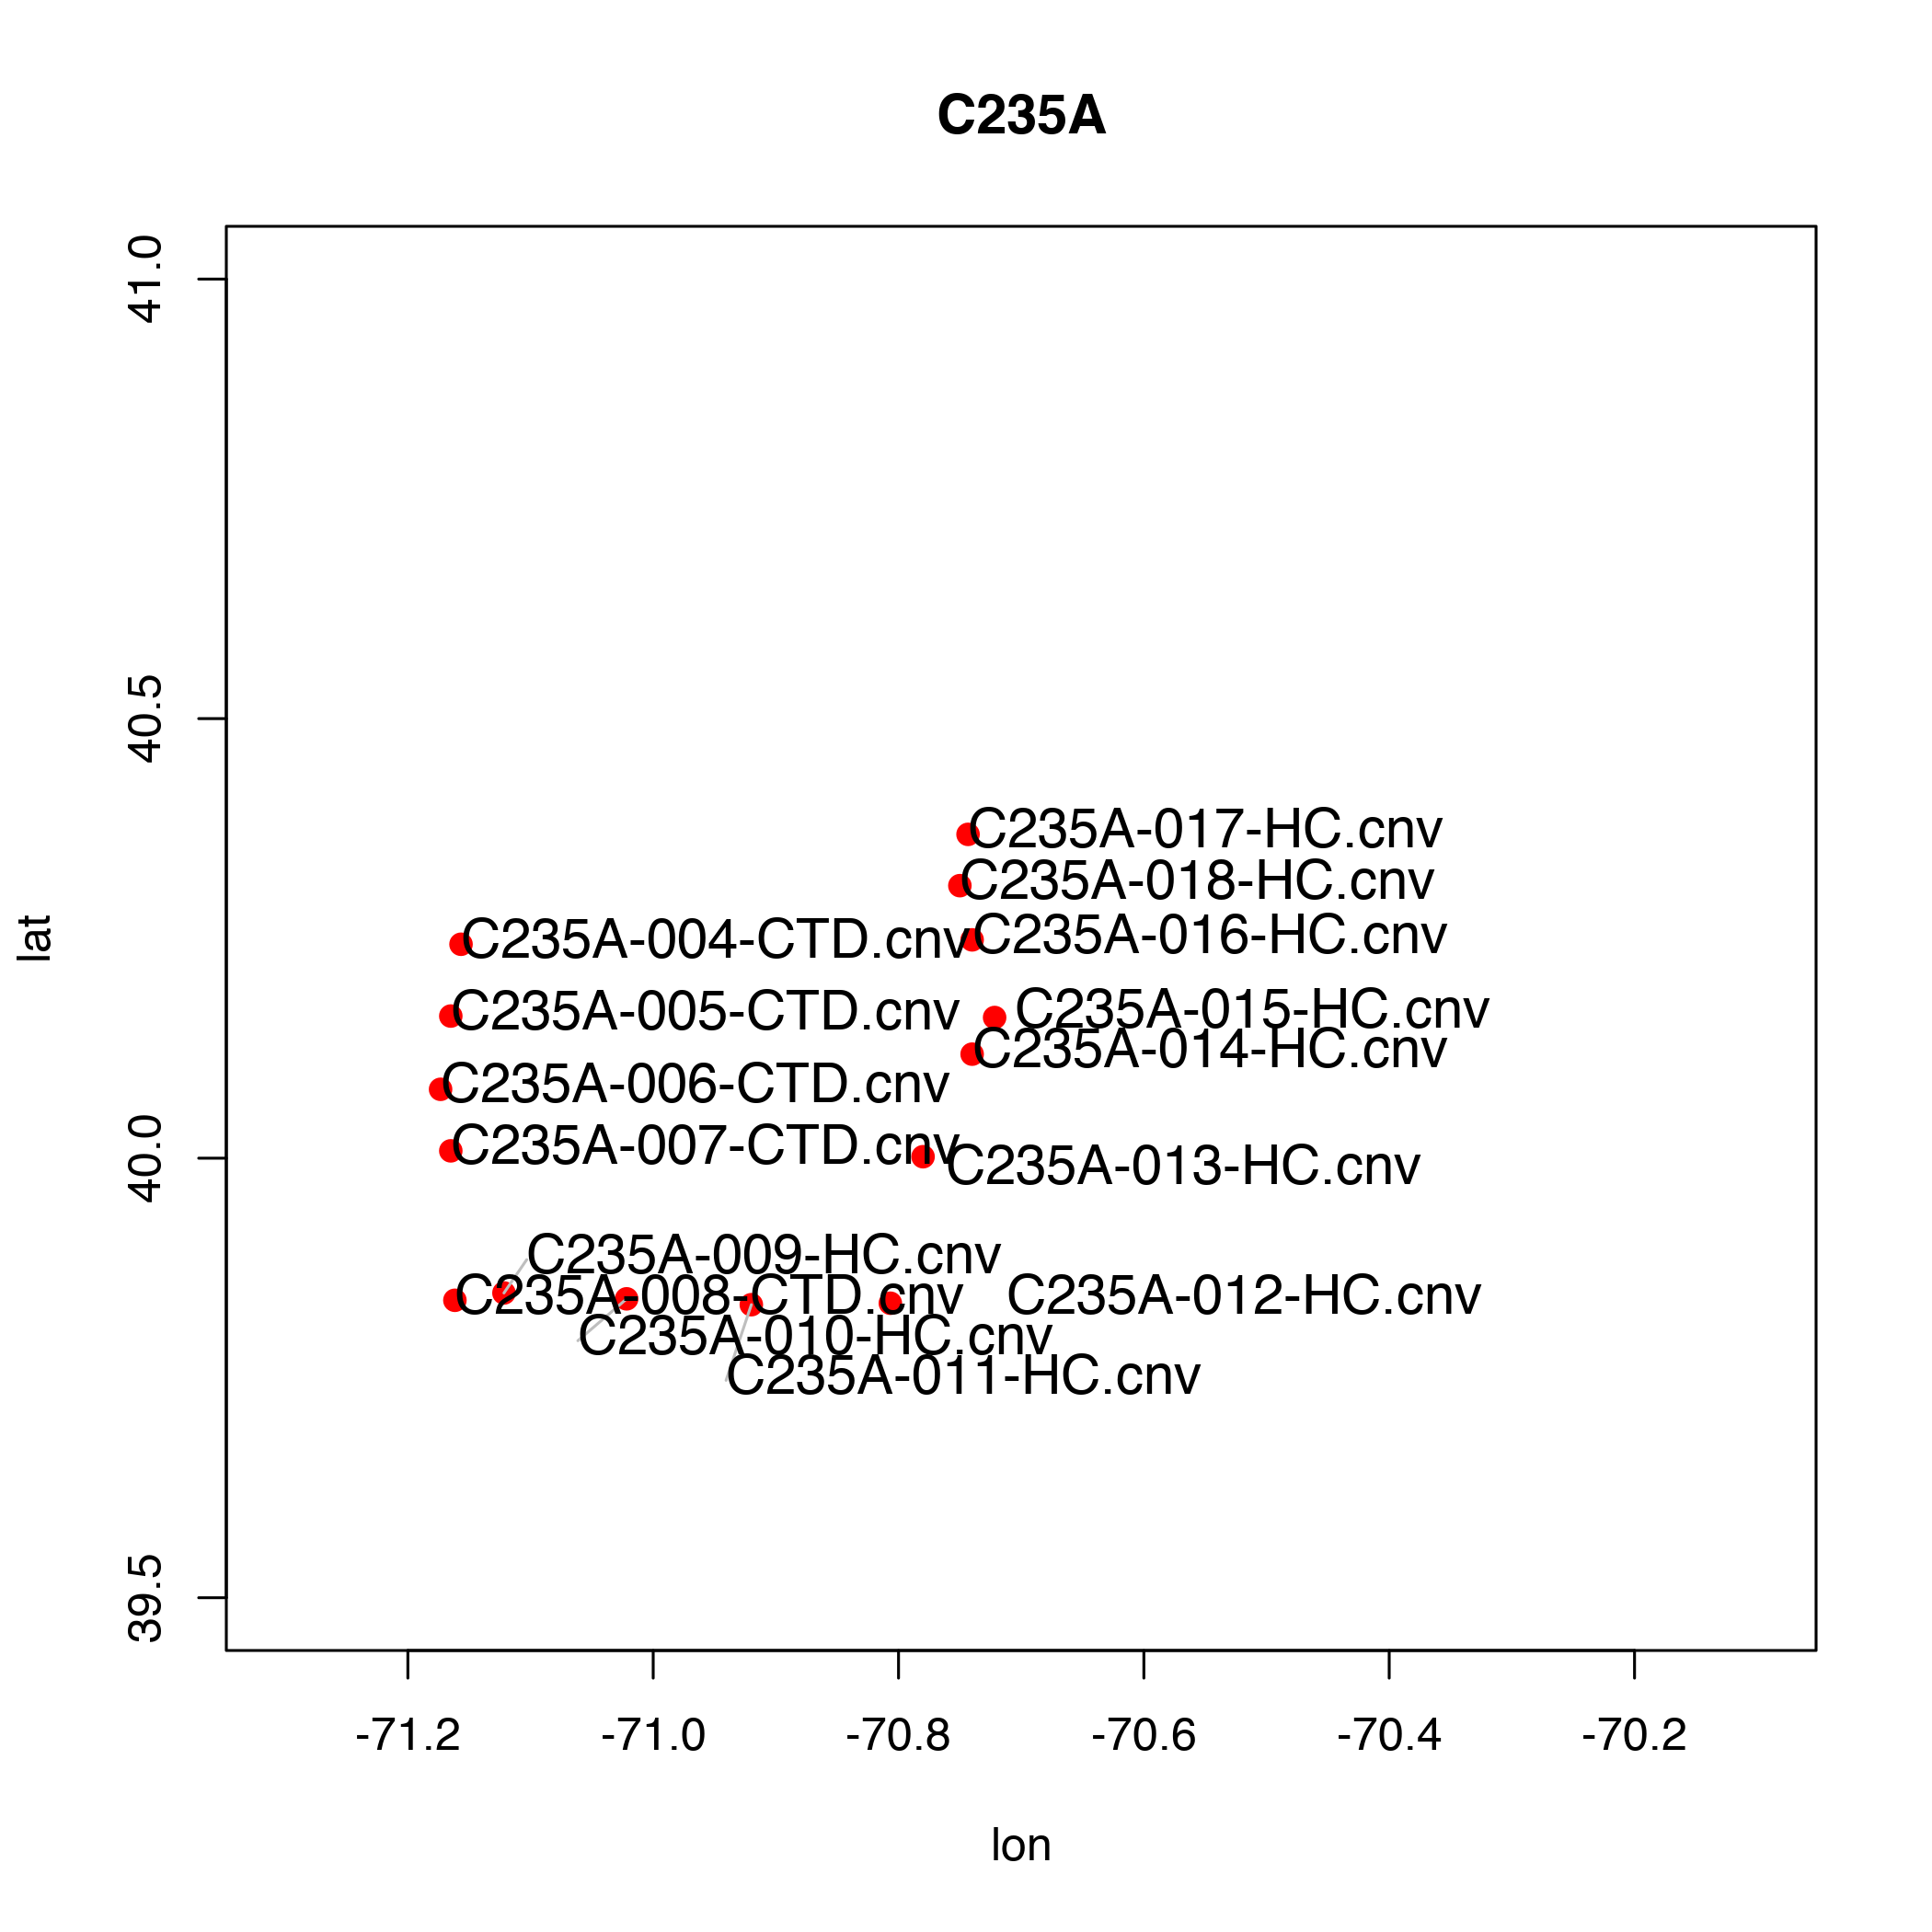 C235A
41.0
40.5
40.0
39.5
lat
C235A-017-HC.cnv
C235A-018-HC.cnv
C235A-004-CTD.cnv
C235A-016-HC.cnv
C235A-005-CTD.cnv
C235A-015-HC.cnv
C235A-014-HC.cnv
C235A-006-CTD.cnv
C235A-007-CTD.cnv
C235A-013-HC.cnv
C235A-009-HC.cnv
C235A-008-CTD.cnv
C235A-012-HC.cnv
C235A-010-HC.cnv
C235A-011-HC.cnv
-71.2 -71.0 -70.8 -70.6 -70.4 -70.2
lon